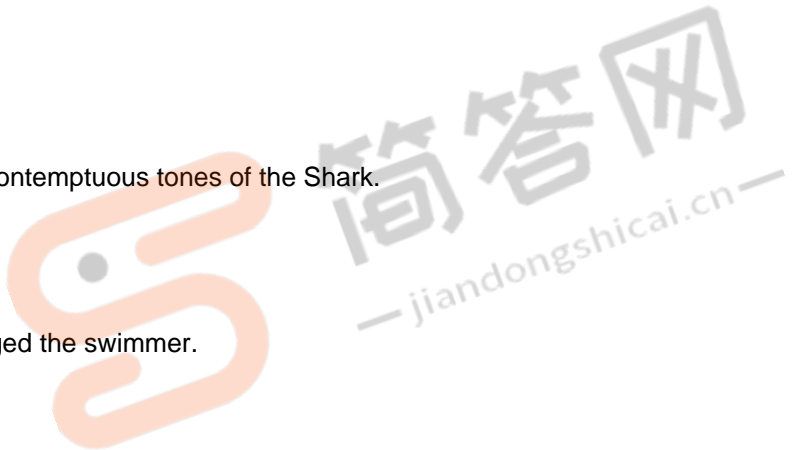 ontemptuous tones of the Shark.
ged the swimmer.
简答网
jiandongshicai.cn